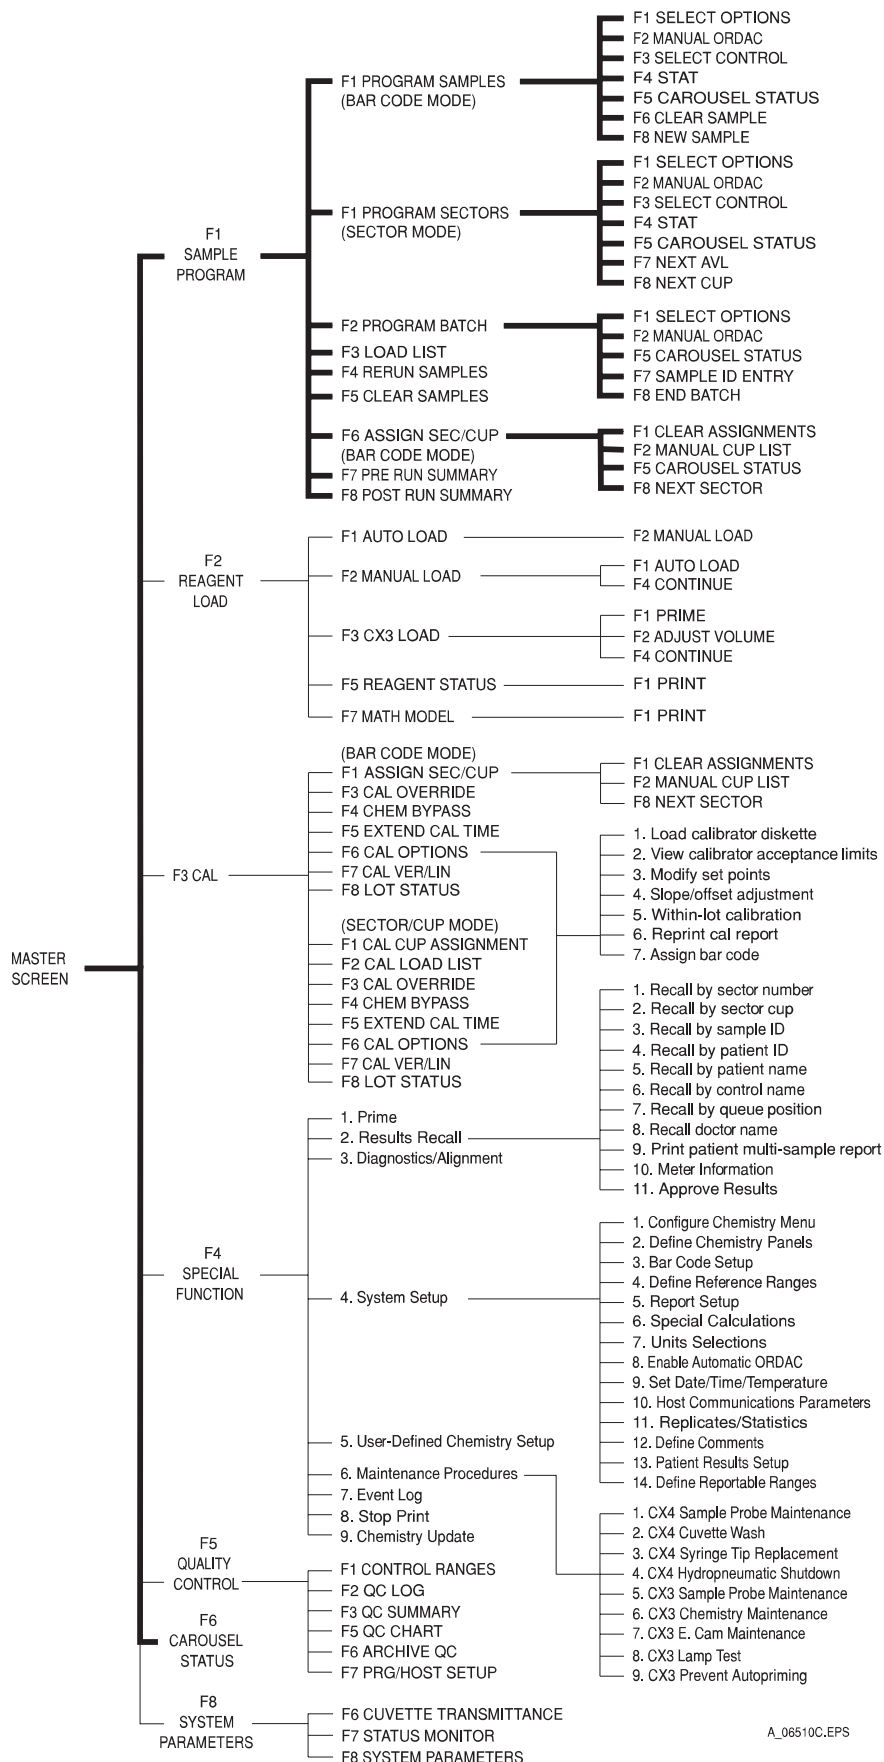 MASTER
SCREEN
F1
SAMPLE
PROGRAM
F1 PROGRAM SAMPLES
(BAR CODE MODE)
F1 SELECT OPTIONS
F2 MANUAL ORDAC
F3 SELECT CONTROL
F4 STAT
F5 CAROUSEL STATUS
F6 CLEAR SAMPLE
F8 NEW SAMPLE
F1 PROGRAM SECTORS
(SECTOR MODE)
F1 SELECT OPTIONS
F2 MANUAL ORDAC
F3 SELECT CONTROL
F4 STAT
F5 CAROUSEL STATUS
F7 NEXT AVL
F8 NEXT CUP
F2 PROGRAM BATCH
F1 SELECT OPTIONS
F2 MANUAL ORDAC
F5 CAROUSEL STATUS
F7 SAMPLE ID ENTRY
F8 END BATCH
F3 LOAD LIST
F4 RERUN SAMPLES
F5 CLEAR SAMPLES
F6 ASSIGN SEC/CUP
(BAR CODE MODE)
F1 CLEAR ASSIGNMENTS
F2 MANUAL CUP LIST
F5 CAROUSEL STATUS
F8 NEXT SECTOR
F7 PRE RUN SUMMARY
F8 POST RUN SUMMARY
F2
REAGENT
LOAD
F1 AUTO LOAD
F2 MANUAL LOAD
F2 MANUAL LOAD
F1 AUTO LOAD
F4 CONTINUE
F3 CX3 LOAD
F1 PRIME
F2 ADJUST VOLUME
F4 CONTINUE
F5 REAGENT STATUS
F1 PRINT
F7 MATH MODEL
F1 PRINT
F3 CAL
(BAR CODE MODE)
F1 ASSIGN SEC/CUP
F3 CAL OVERRIDE
F4 CHEM BYPASS
F5 EXTEND CAL TIME
F6 CAL OPTIONS
F7 CAL VER/LIN
F8 LOT STATUS
F1 CLEAR ASSIGNMENTS
F2 MANUAL CUP LIST
F8 NEXT SECTOR
(SECTOR/CUP MODE)
F1 CAL CUP ASSIGNMENT
F2 CAL LOAD LIST
F3 CAL OVERRIDE
F4 CHEM BYPASS
F5 EXTEND CAL TIME
F6 CAL OPTIONS
F7 CAL VER/LIN
F8 LOT STATUS
1. Load calibrator diskette
2. View calibrator acceptance limits
3. Modify set points
4. Slope/offset adjustment
5. Within-lot calibration
6. Reprint cal report
7. Assign bar code
F4
SPECIAL
FUNCTION
1. Prime
2. Results Recall
3. Diagnostics/Alignment
1. Recall by sector number
2. Recall by sector cup
3. Recall by sample ID
4. Recall by patient ID
5. Recall by patient name
6. Recall by control name
7. Recall by queue position
8. Recall doctor name
9. Print patient multi-sample report
10. Meter Information
11. Approve Results
4. System Setup
1. Configure Chemistry Menu
2. Define Chemistry Panels
3. Bar Code Setup
4. Define Reference Ranges
5. Report Setup
6. Special Calculations
7. Units Selections
8. Enable Automatic ORDAC
9. Set Date/Time/Temperature
10. Host Communications Parameters
11. Replicates/Statistics
12. Define Comments
13. Patient Results Setup
14. Define Reportable Ranges
5. User-Defined Chemistry Setup
6. Maintenance Procedures
7. Event Log
8. Stop Print
9. Chemistry Update
1. CX4 Sample Probe Maintenance
2. CX4 Cuvette Wash
3. CX4 Syringe Tip Replacement
4. CX4 Hydropneumatic Shutdown
5. CX3 Sample Probe Maintenance
6. CX3 Chemistry Maintenance
7. CX3 E. Cam Maintenance
8. CX3 Lamp Test
9. CX3 Prevent Autopriming
F5
QUALITY
CONTROL
F1 CONTROL RANGES
F2 QC LOG
F3 QC SUMMARY
F5 QC CHART
F6 ARCHIVE QC
F7 PRG/HOST SETUP
F6
CAROUSEL
STATUS
F8
SYSTEM
PARAMETERS
F6 CUVETTE TRANSMITTANCE
F7 STATUS MONITOR
F8 SYSTEM PARAMETERS
A_06510C.EPS